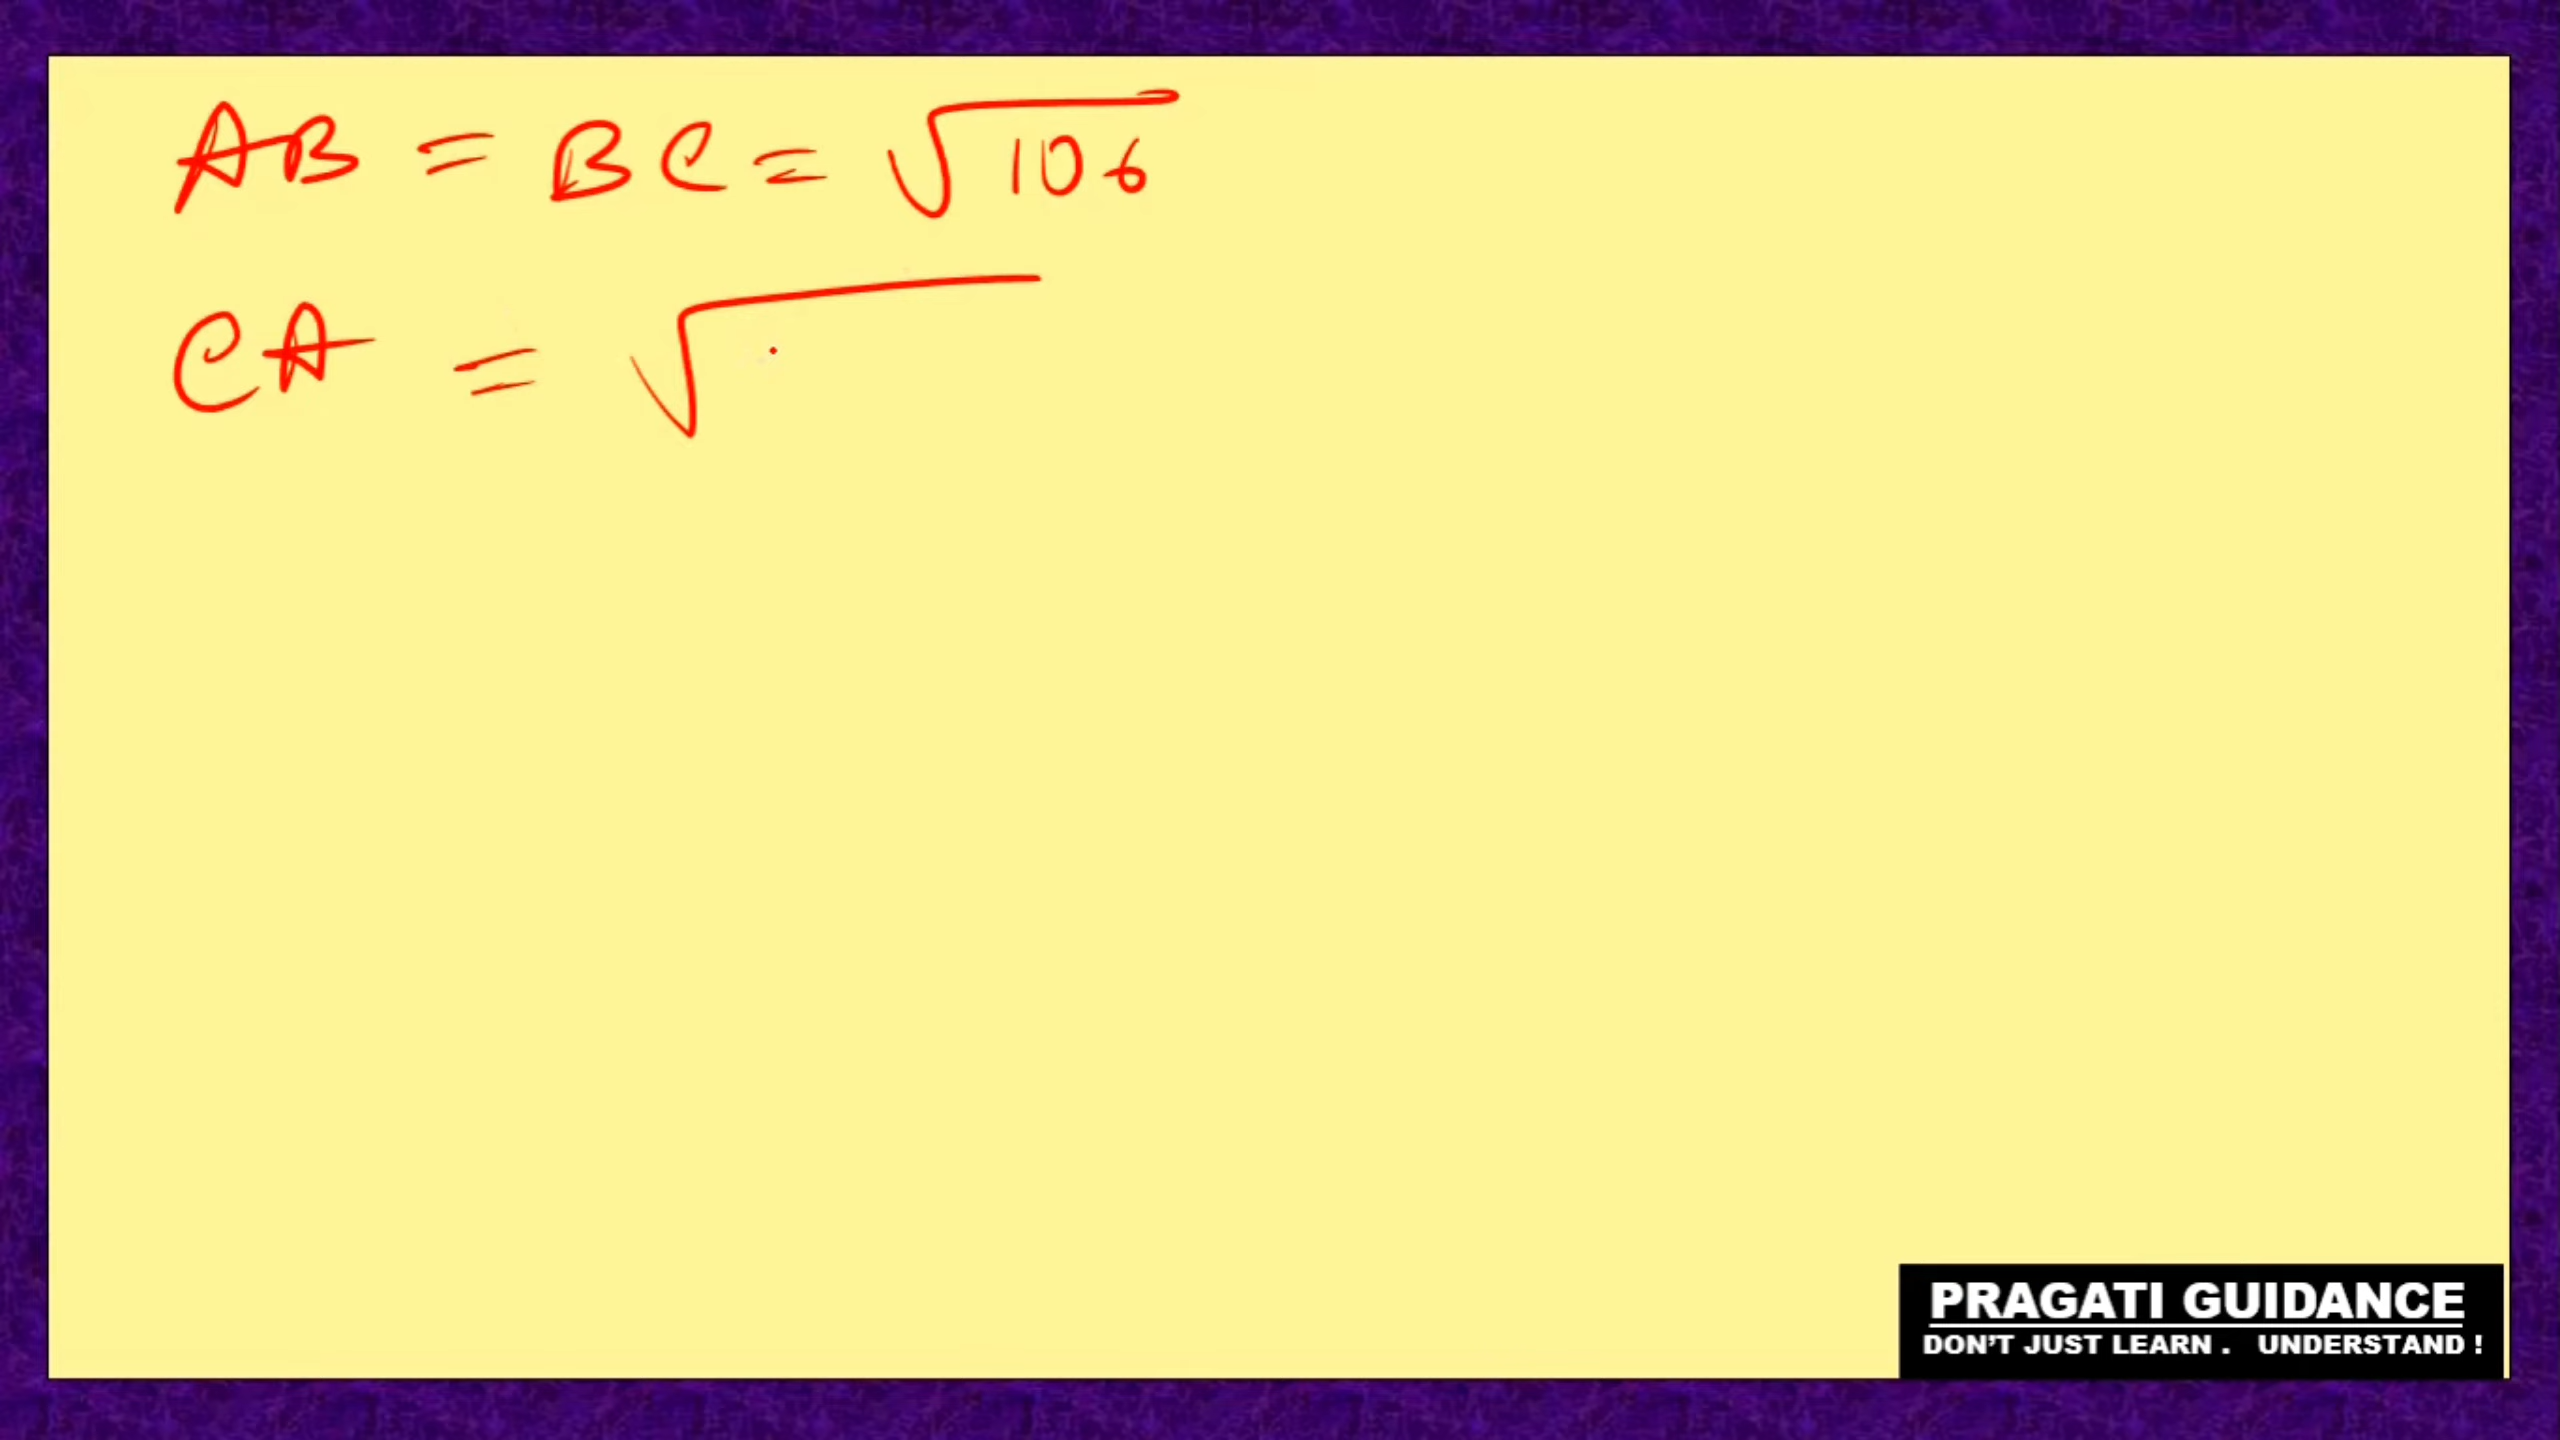 AB = BC = √106
CA = √
PRAGATI GUIDANCE
DON'T JUST LEARN . UNDERSTAND !